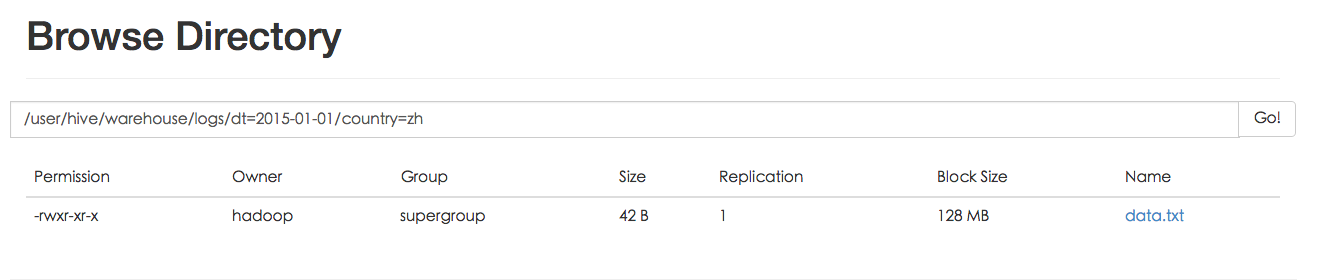 Browse Directory
/user/hive/warehouse/logs/dt=2015-01-01/country=zh Go!
Permission Owner Group Size Replication Block Size Name
-rwxr-xr-x hadoop supergroup 42 B 1 128 MB data.txt